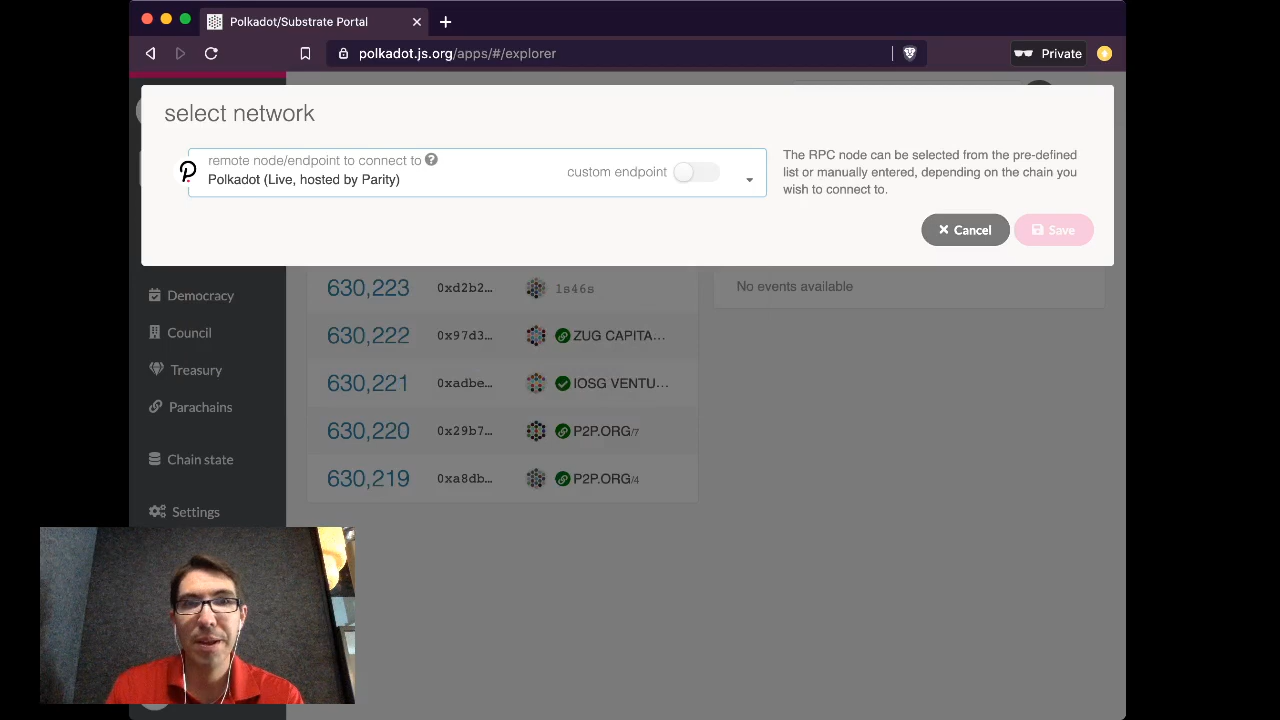 Polkadot/Substrate Portal
polkadot.js.org/apps/#/explorer
Private
select network
remote node/endpoint to connect to
Polkadot (Live, hosted by Parity)
custom endpoint
The RPC node can be selected from the pre-defined
list or manually entered, depending on the chain you
wish to connect to.
Cancel
Save
Democracy
Council
Treasury
Parachains
Chain state
Settings
630,223 0xd2b2… 1s46s
630,222 0x97d3… ZUG CAPITA…
630,221 0xadbe… IOSG VENTU…
630,220 0x29b7… P2P.ORG/7
630,219 0xa8db… P2P.ORG/4
No events available